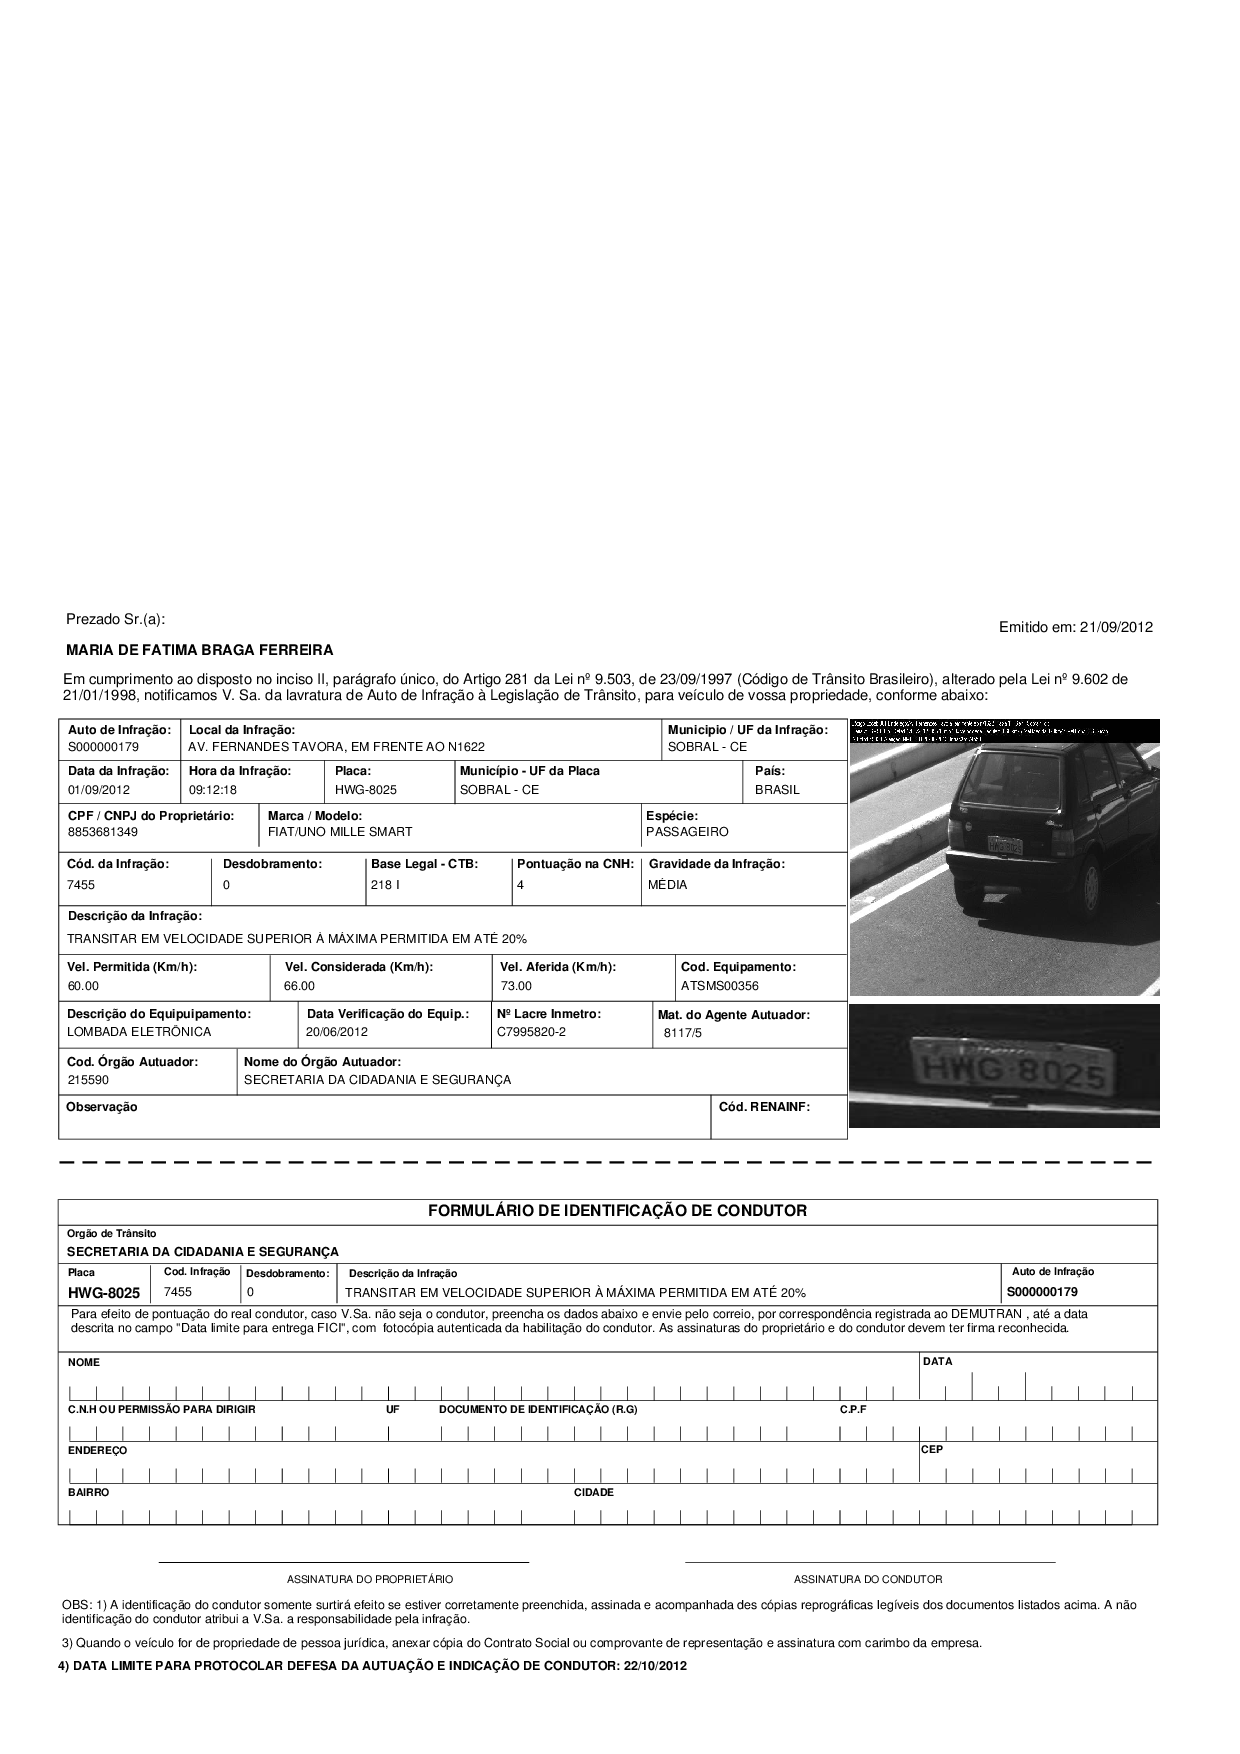 Prezado Sr.(a):
Emitido em: 21/09/2012
MARIA DE FATIMA BRAGA FERREIRA
Em cumprimento ao disposto no inciso II, parágrafo único, do Artigo 281 da Lei nº 9.503, de 23/09/1997 (Código de Trânsito Brasileiro), alterado pela Lei nº 9.602 de
21/01/1998, notificamos V. Sa. da lavratura de Auto de Infração à Legislação de Trânsito, para veículo de vossa propriedade, conforme abaixo:
Auto de Infração: Local da Infração: Municipio / UF da Infração:
S000000179 AV. FERNANDES TAVORA, EM FRENTE AO N1622 SOBRAL - CE
Data da Infração: Hora da Infração: Placa: Município - UF da Placa País:
01/09/2012 09:12:18 HWG-8025 SOBRAL - CE BRASIL
CPF / CNPJ do Proprietário: Marca / Modelo: Espécie:
8853681349 FIAT/UNO MILLE SMART PASSAGEIRO
Cód. da Infração: Desdobramento: Base Legal - CTB: Pontuação na CNH: Gravidade da Infração:
7455 0 218 I 4 MÉDIA
Descrição da Infração:
TRANSITAR EM VELOCIDADE SUPERIOR À MÁXIMA PERMITIDA EM ATÉ 20%
Vel. Permitida (Km/h): Vel. Considerada (Km/h): Vel. Aferida (Km/h): Cod. Equipamento:
60.00 66.00 73.00 ATSMS00356
Descrição do Equipuipamento: Data Verificação do Equip.: Nº Lacre Inmetro: Mat. do Agente Autuador:
LOMBADA ELETRÔNICA 20/06/2012 C7995820-2 8117/5
Cod. Órgão Autuador: Nome do Órgão Autuador:
215590 SECRETARIA DA CIDADANIA E SEGURANÇA
Observação Cód. RENAINF:
HWG-8025
FORMULÁRIO DE IDENTIFICAÇÃO DE CONDUTOR
Orgão de Trânsito
SECRETARIA DA CIDADANIA E SEGURANÇA
Placa Cod. Infração Desdobramento: Descrição da Infração Auto de Infração
HWG-8025 7455 0 TRANSITAR EM VELOCIDADE SUPERIOR À MÁXIMA PERMITIDA EM ATÉ 20% S000000179
Para efeito de pontuação do real condutor, caso V.Sa. não seja o condutor, preencha os dados abaixo e envie pelo correio, por correspondência registrada ao DEMUTRAN , até a data
descrita no campo "Data limite para entrega FICI", com fotocópia autenticada da habilitação do condutor. As assinaturas do proprietário e do condutor devem ter firma reconhecida.
NOME DATA
C.N.H OU PERMISSÃO PARA DIRIGIR UF DOCUMENTO DE IDENTIFICAÇÃO (R.G) C.P.F
ENDEREÇO CEP
BAIRRO CIDADE
ASSINATURA DO PROPRIETÁRIO ASSINATURA DO CONDUTOR
OBS: 1) A identificação do condutor somente surtirá efeito se estiver corretamente preenchida, assinada e acompanhada des cópias reprográficas legíveis dos documentos listados acima. A não
identificação do condutor atribui a V.Sa. a responsabilidade pela infração.
3) Quando o veículo for de propriedade de pessoa jurídica, anexar cópia do Contrato Social ou comprovante de representação e assinatura com carimbo da empresa.
4) DATA LIMITE PARA PROTOCOLAR DEFESA DA AUTUAÇÃO E INDICAÇÃO DE CONDUTOR: 22/10/2012